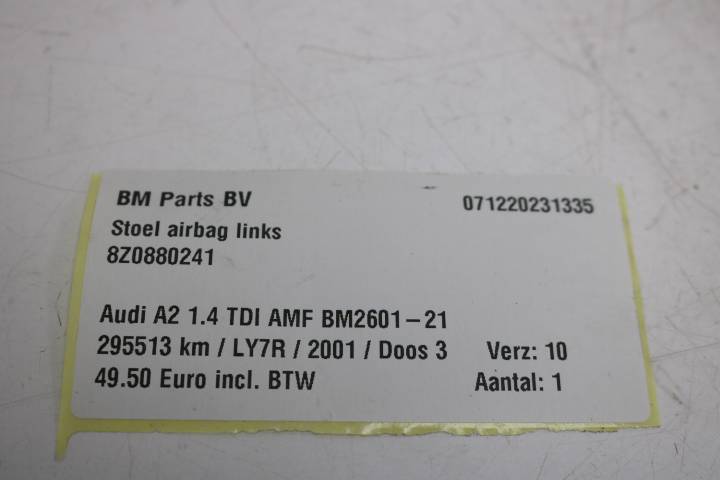 BM Parts BV 071220231335
Stoel airbag links
8Z0880241
Audi A2 1.4 TDI AMF BM2601-21
295513 km / LY7R / 2001 / Doos 3 Verz: 10
49.50 Euro incl. BTW Aantal: 1